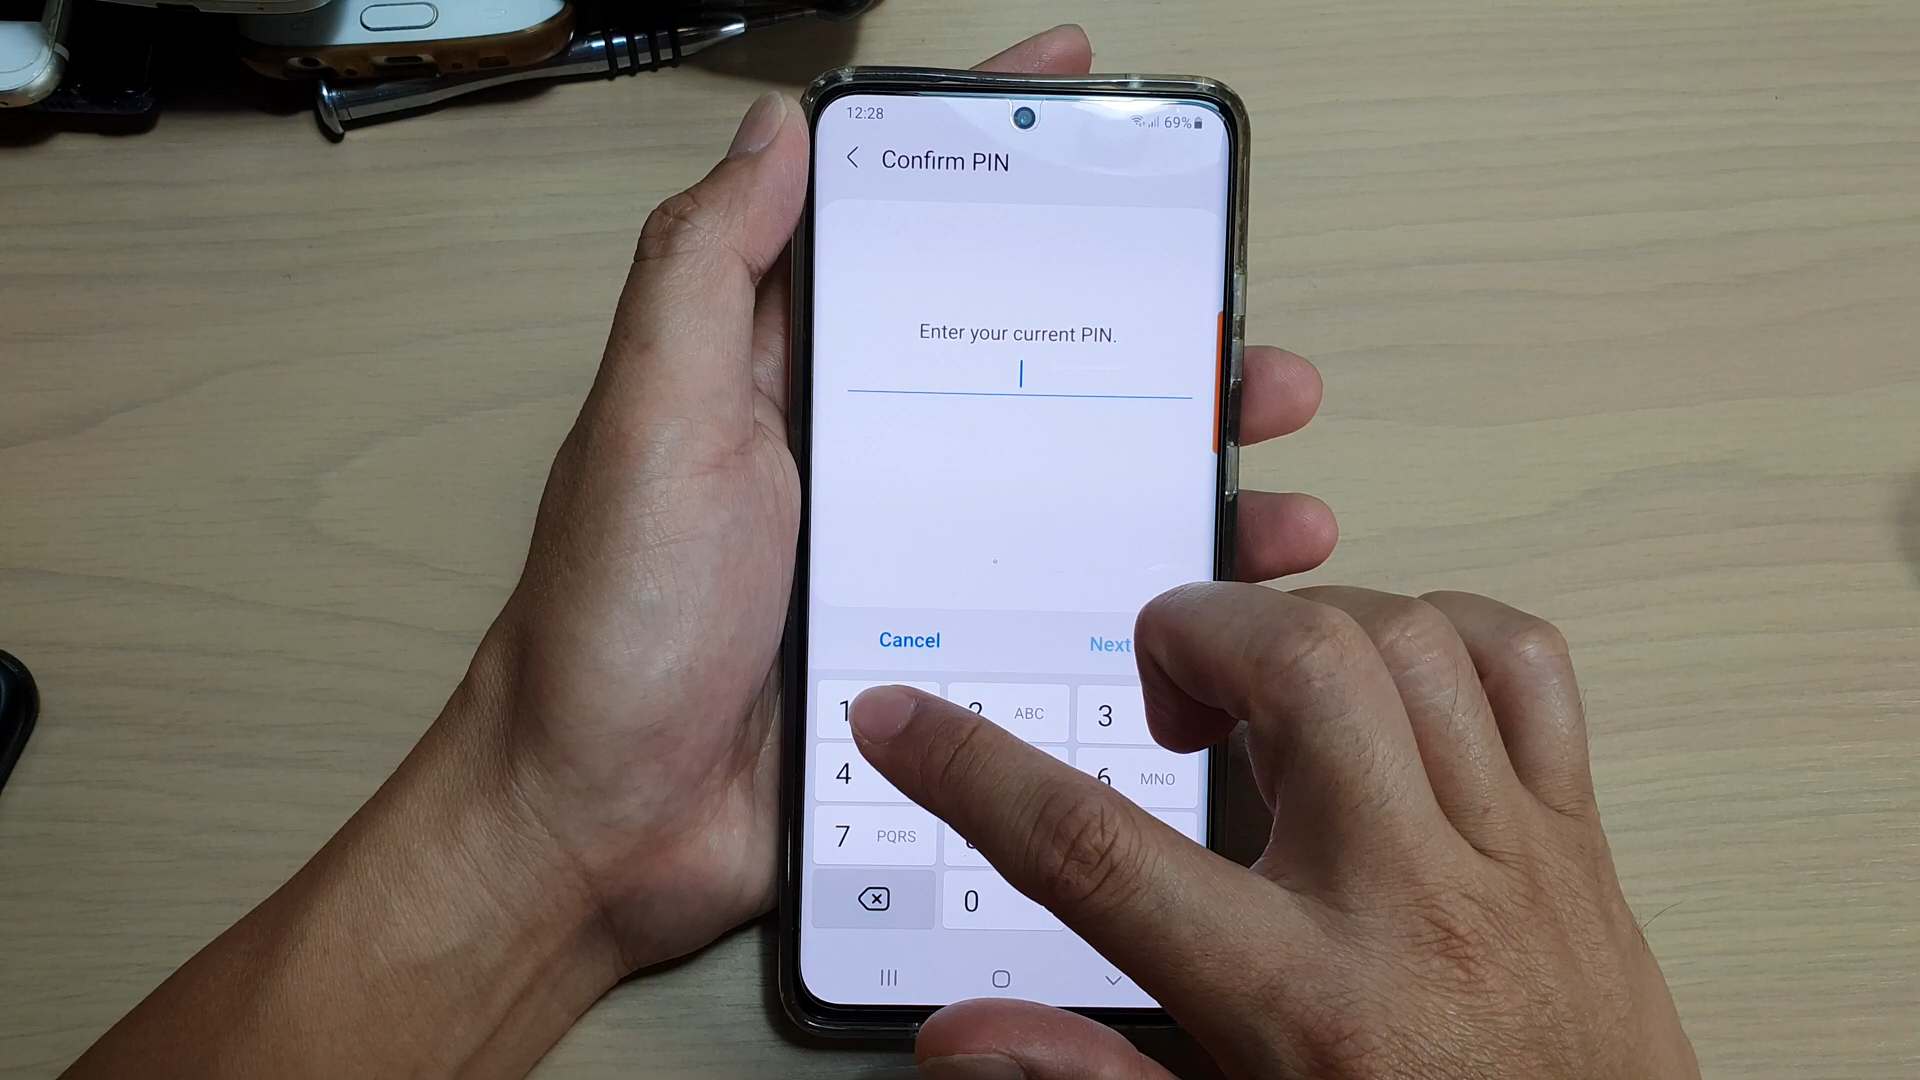 12:28 69%
Confirm PIN
Enter your current PIN.
Cancel Next
1 2 ABC 3
4 6 MNO
7 PQRS
0